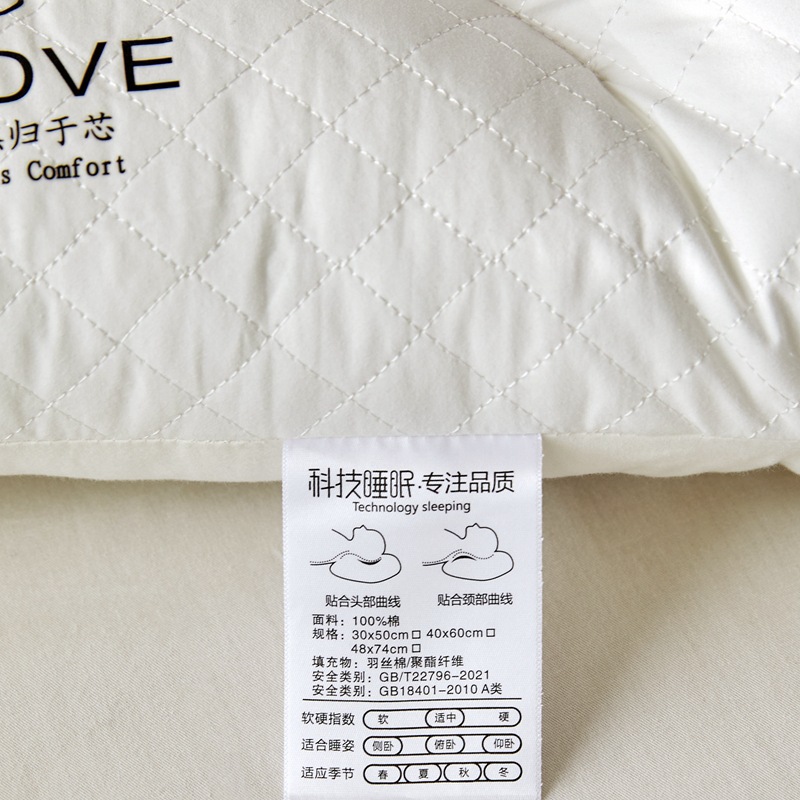 OVE
归于芯
s Comfort
科技睡眠·专注品质
Technology sleeping
贴合头部曲线 贴合颈部曲线
面料：100%棉
规格：30x50cm□ 40x60cm□
48x74cm□
填充物：羽丝棉/聚酯纤维
安全类别：GB/T22796-2021
安全类别：GB18401-2010 A类
软硬指数 软 适中 硬
适合睡姿 侧卧 俯卧 仰卧
适应季节 春 夏 秋 冬